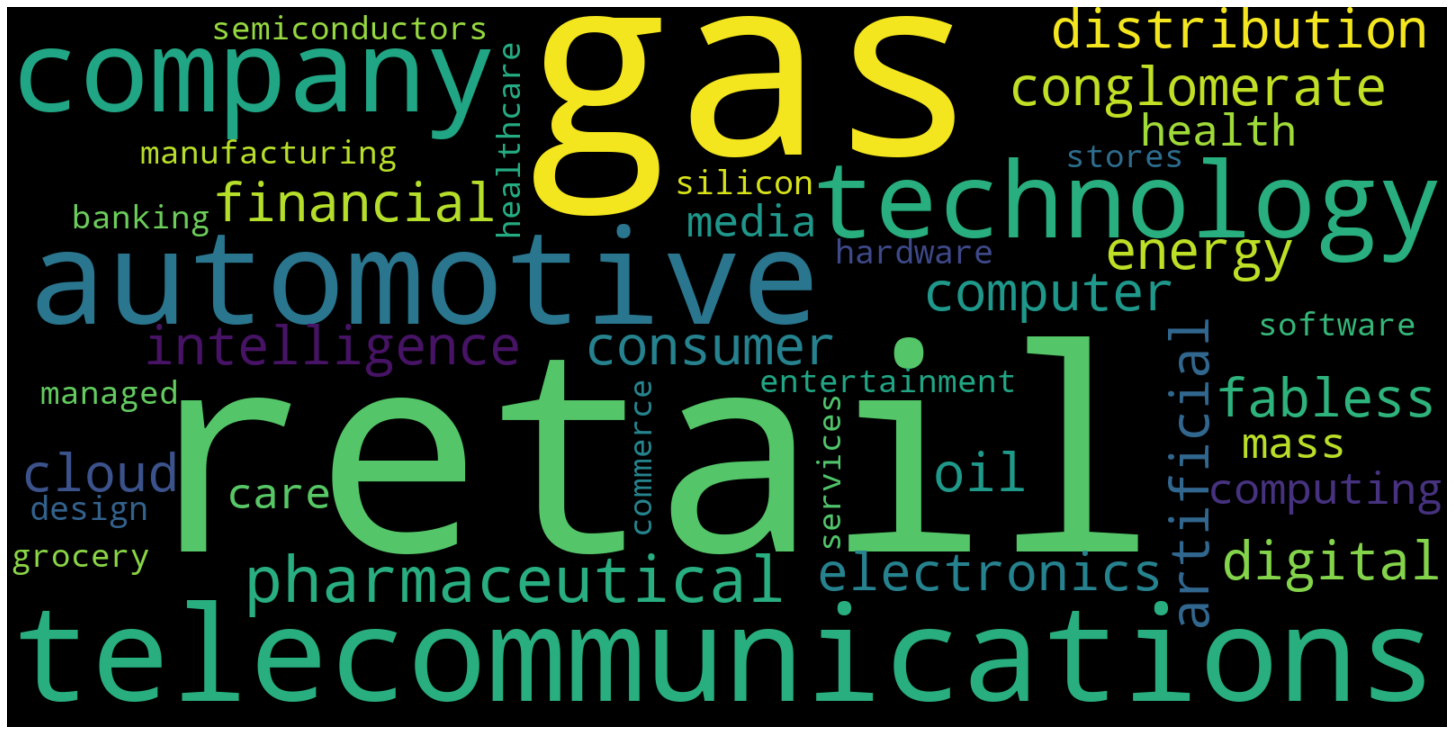 semiconductors
company
healthcare
gas
distribution
conglomerate
health
manufacturing
stores
financial
silicon
technology
banking
media
automotive
hardware
energy
computer
intelligence
consumer
software
artificial
managed
entertainment
fabless
retail
commerce
services
mass
cloud
care
oil
computing
design
grocery
pharmaceutical
electronics
digital
telecommunications